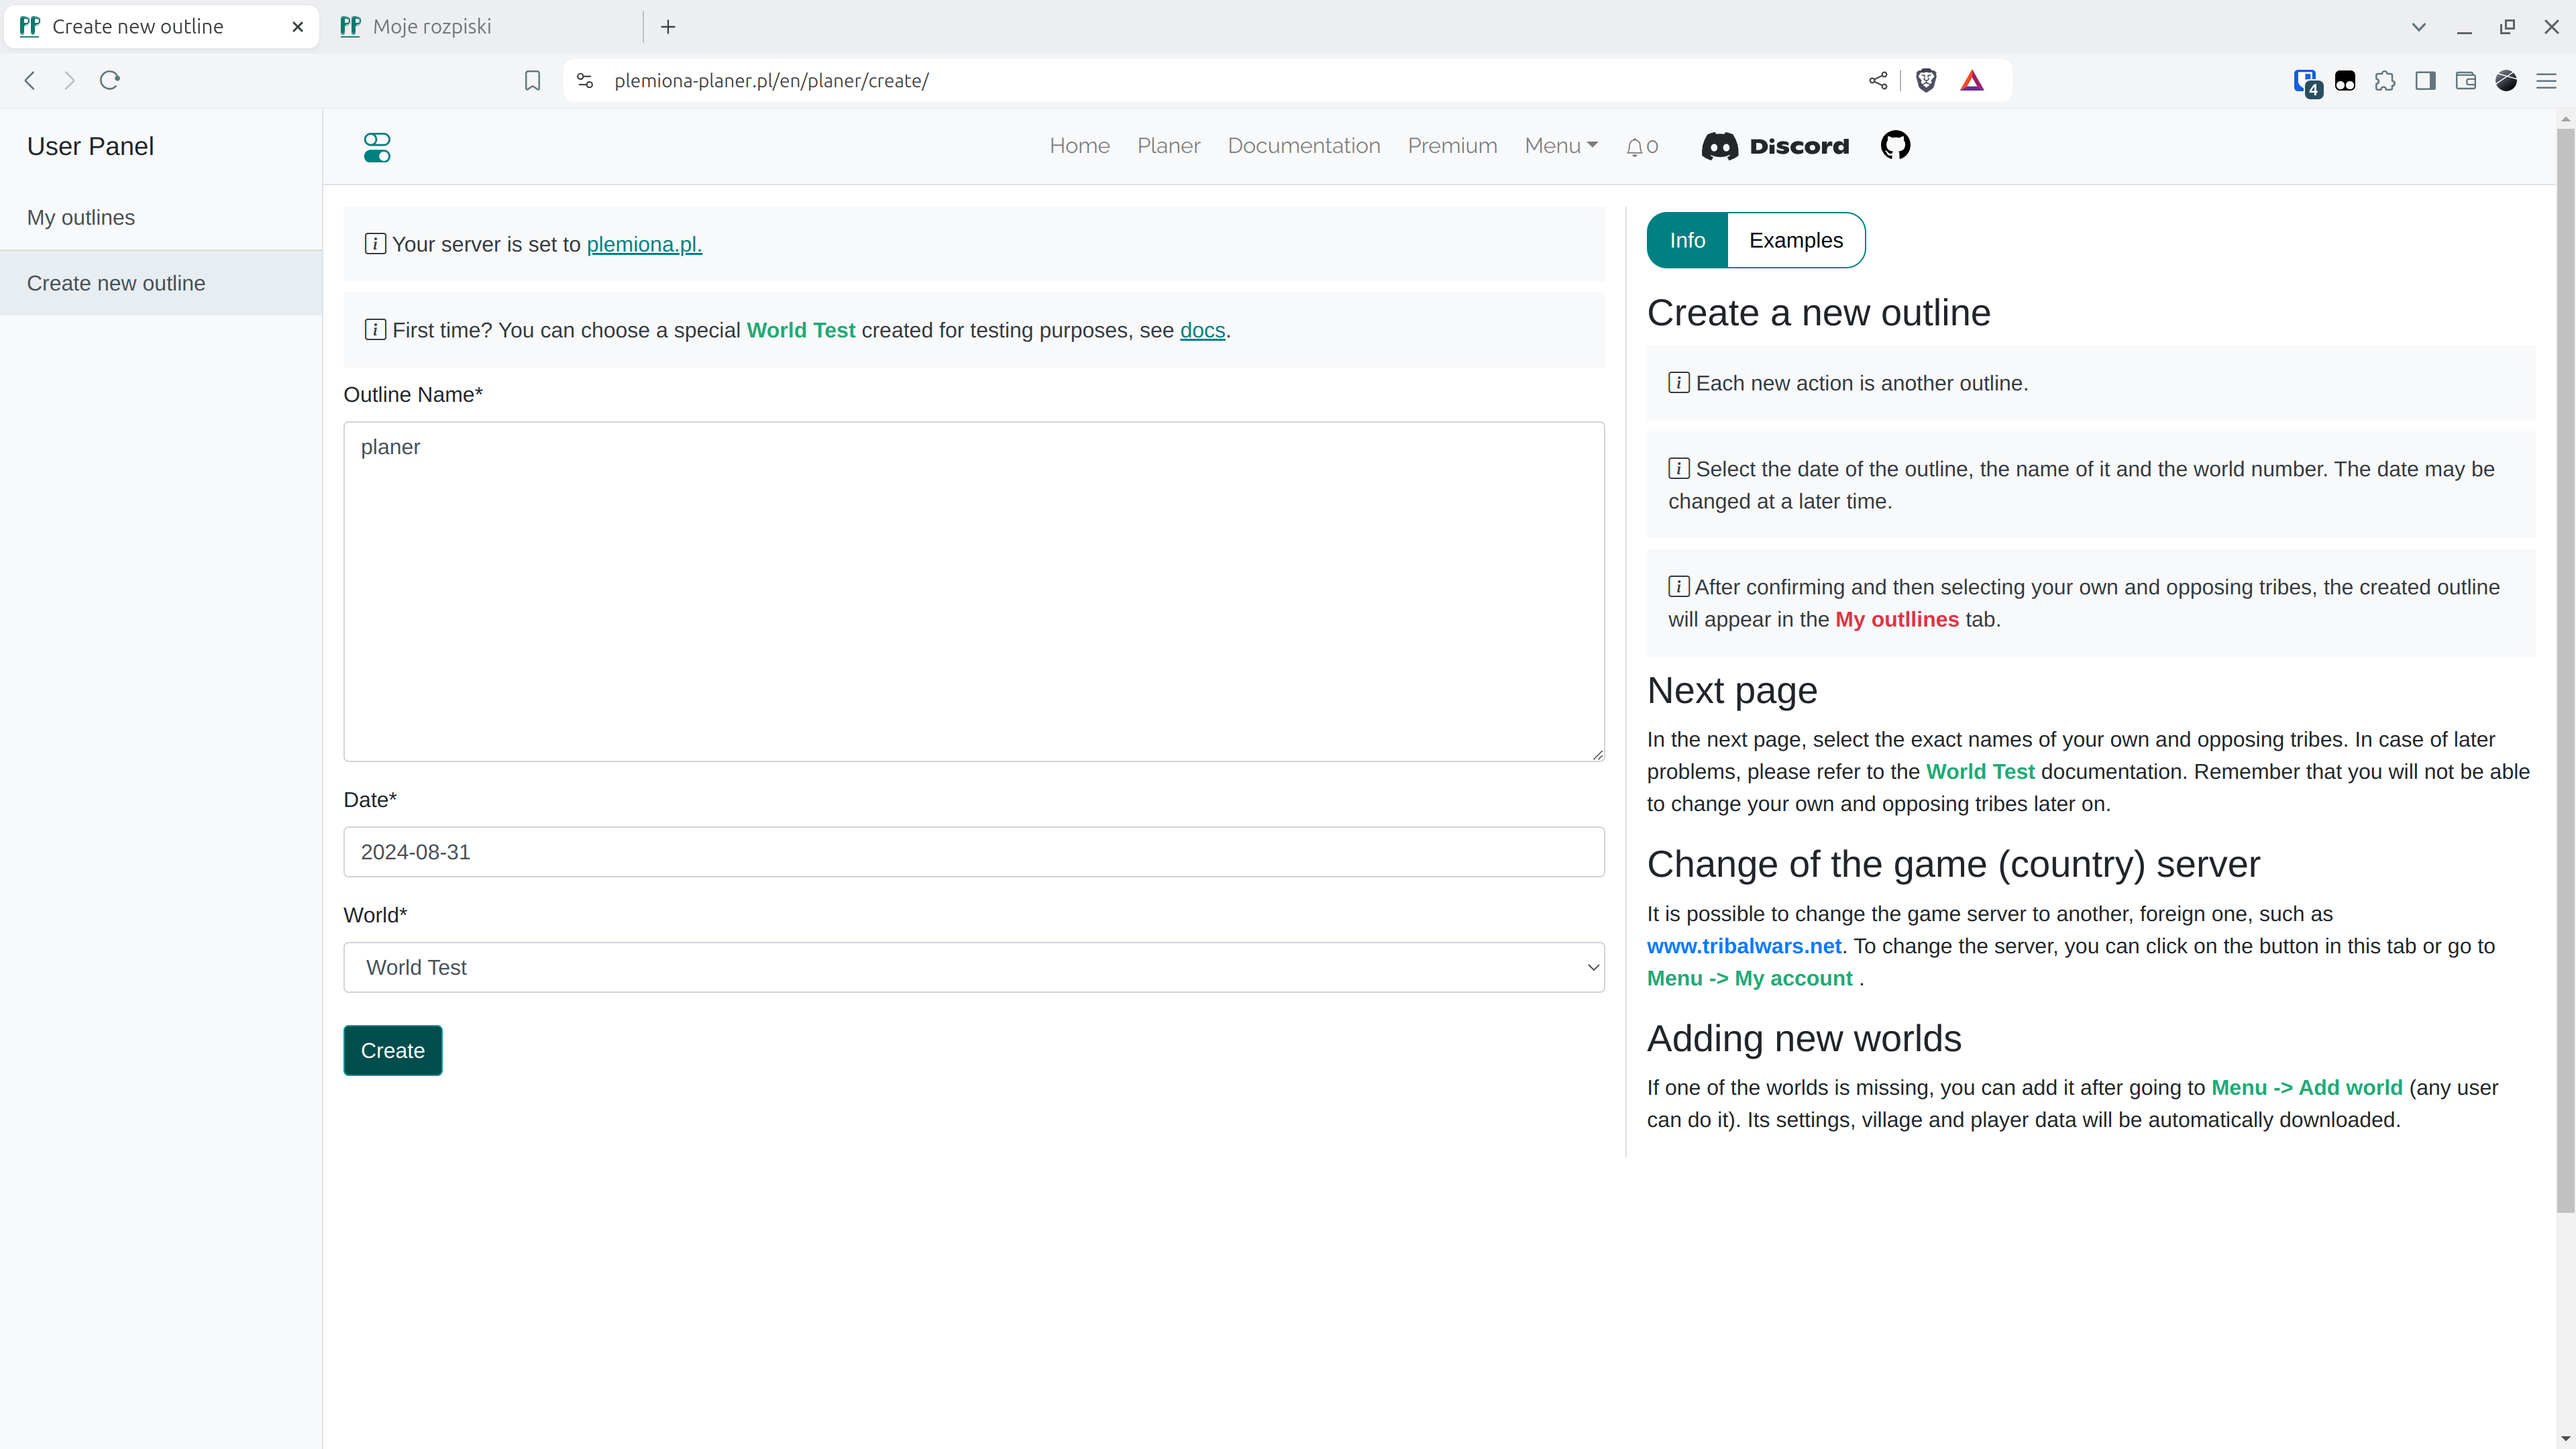 Create new outline
Moje rozpiski
plemiona-planer.pl/en/planer/create/
4
User Panel
My outlines
Create new outline
Home Planer Documentation Premium Menu 0 Discord
Your server is set to plemiona.pl.
First time? You can choose a special World Test created for testing purposes, see docs.
Outline Name*
planer
Date*
2024-08-31
World*
World Test
Create
Info Examples
Create a new outline
Each new action is another outline.
Select the date of the outline, the name of it and the world number. The date may be
changed at a later time.
After confirming and then selecting your own and opposing tribes, the created outline
will appear in the My outllines tab.
Next page
In the next page, select the exact names of your own and opposing tribes. In case of later
problems, please refer to the World Test documentation. Remember that you will not be able
to change your own and opposing tribes later on.
Change of the game (country) server
It is possible to change the game server to another, foreign one, such as
www.tribalwars.net. To change the server, you can click on the button in this tab or go to
Menu -> My account .
Adding new worlds
If one of the worlds is missing, you can add it after going to Menu -> Add world (any user
can do it). Its settings, village and player data will be automatically downloaded.